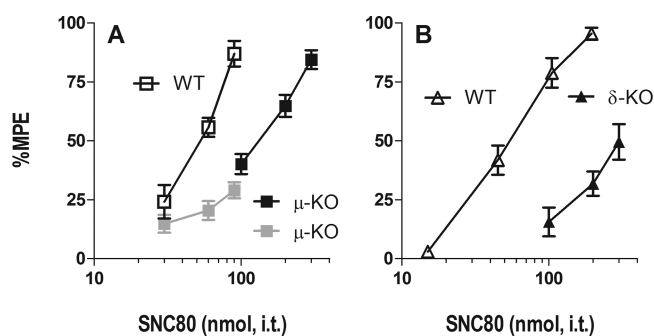 A
B
%MPE
100
75
50
25
0
WT
μ-KO
μ-KO
10
100
SNC80 (nmol, i.t.)
100
75
50
25
0
WT
δ-KO
10
100
SNC80 (nmol, i.t.)